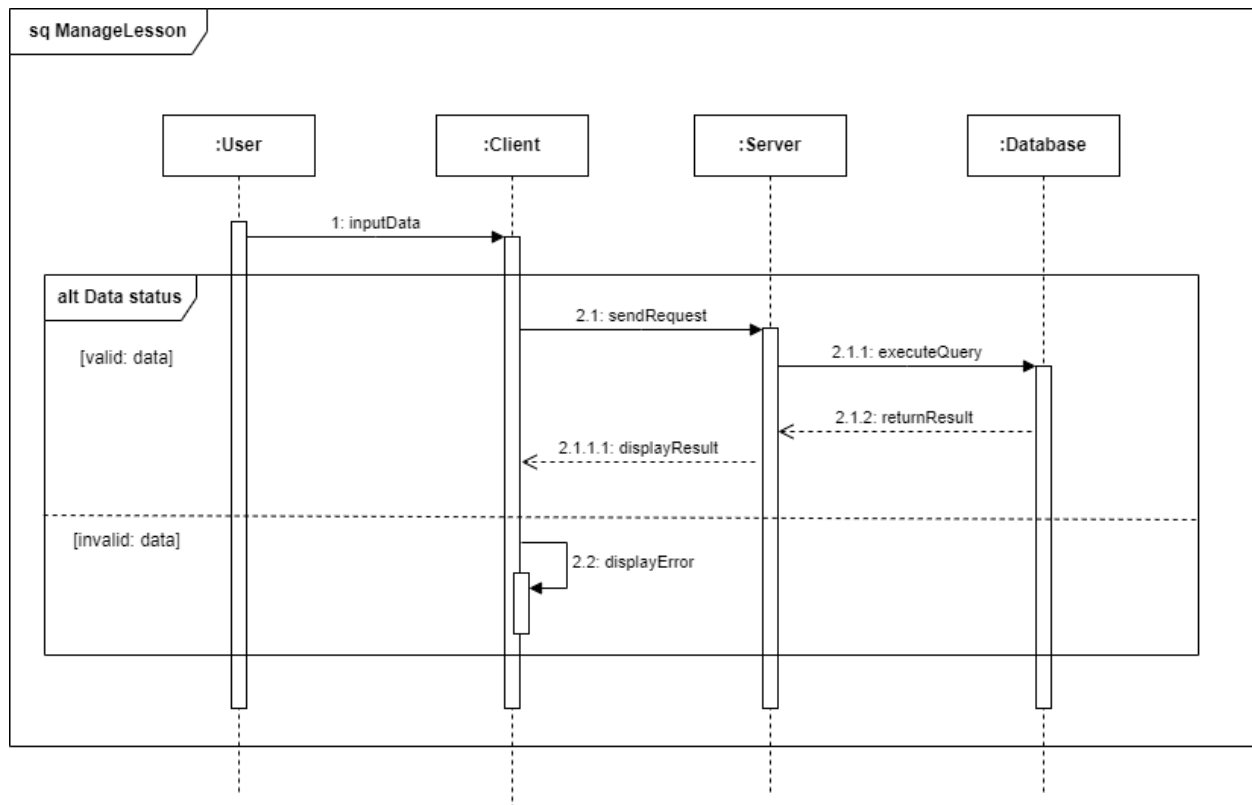 sq ManageLesson
:User
:Client
:Server
:Database
1: inputData
alt Data status
2.1: sendRequest
[valid: data]
2.1.1: executeQuery
2.1.2: returnResult
2.1.1.1: displayResult
[invalid: data]
2.2: displayError